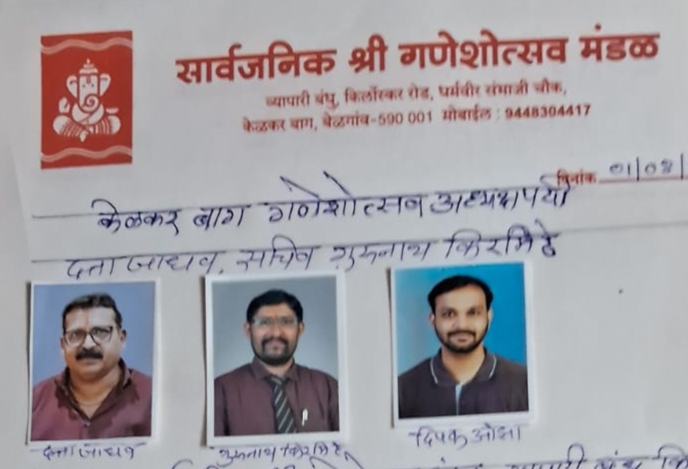 सार्वजनिक श्री गणेशोत्सव मंडळ
व्यापारी बंधु, किर्लोस्कर रोड, धर्मवीर संभाजी चौक,
केळकर बाग, बेळगांव-590 001 मोबाईल : 9448304417
दिनांक 01/08/
केळकर बाग गणेशोत्सव अध्यक्षपदी
दत्ता जाधव, सचिव गुरुनाथ किरमिटे
दत्ता जाधव गुरुनाथ किरमिटे दिपक ओझा